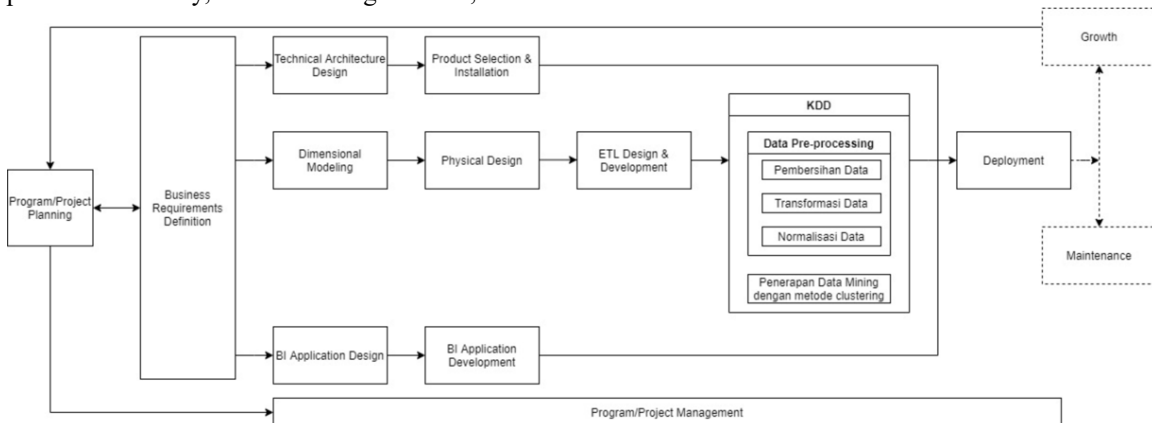 Growth
Technical Architecture
Design
Product Selection &
Installation
KDD
Data Pre-processing
Pembersihan Data
Transformasi Data
Normalisasi Data
Penerapan Data Mining
dengan metode clustering
Dimensional
Modeling
Physical Design
ETL Design &
Development
Deployment
Program/Project
Planning
Business
Requirements
Definition
Maintenance
BI Application Design
BI Application
Development
Program/Project Management